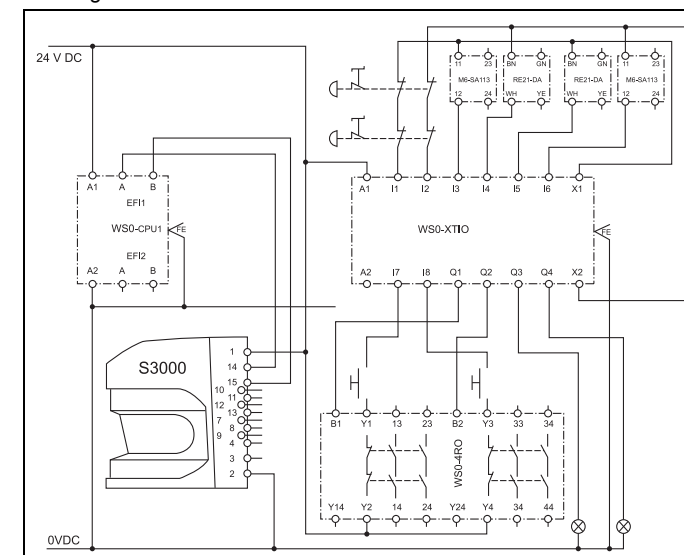 24 V DC
11 23
M6-SA113
12 24
BN GN
RE21-DA
WH YE
BN GN
RE21-DA
WH YE
11 23
M6-SA113
12 24
A1 A B
EFI1
WS0-CPU1
FE
EFI2
A2 A B
A1 I1 I2 I3 I4 I5 I6 X1
WS0-XTIO
FE
A2 I7 I8 Q1 Q2 Q3 Q4 X2
S3000
1
14
15
10
11
12
13
7
8
9
4
3
2
B1 Y1 13 23 B2 Y3 33 34
WS0-4RO
Y14 Y2 14 24 Y24 Y4 34 44
0VDC